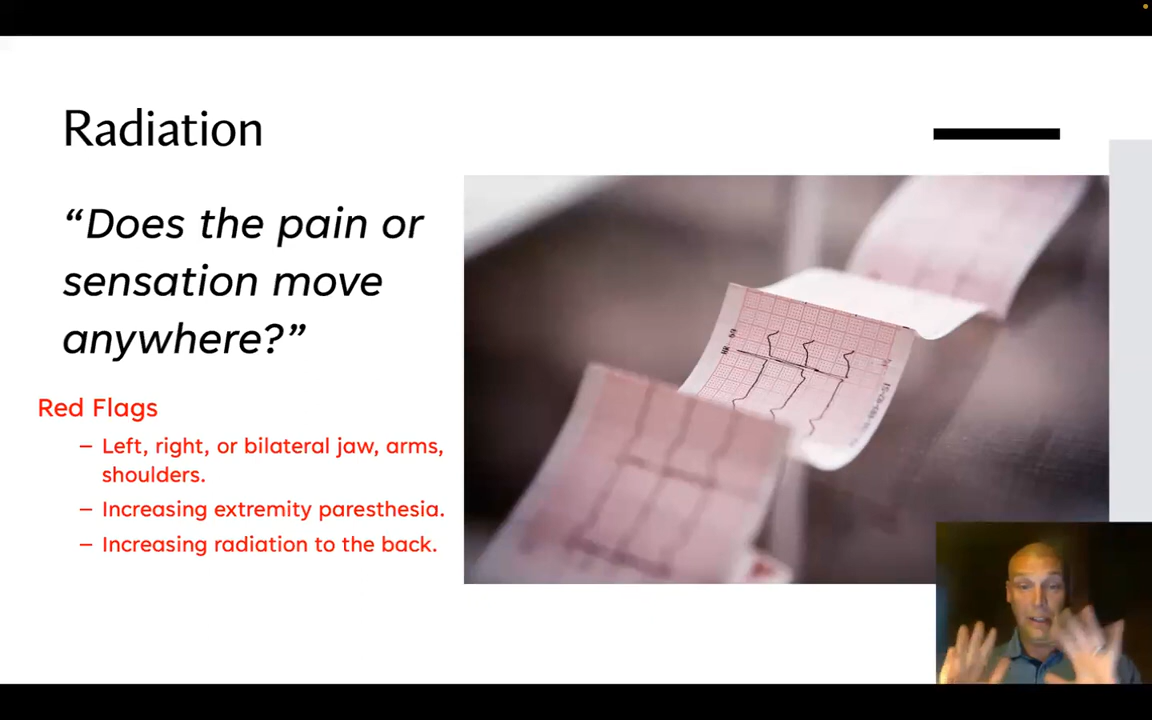 Radiation
“Does the pain or
sensation move
anywhere?”
Red Flags
– Left, right, or bilateral jaw, arms,
shoulders.
– Increasing extremity paresthesia.
– Increasing radiation to the back.